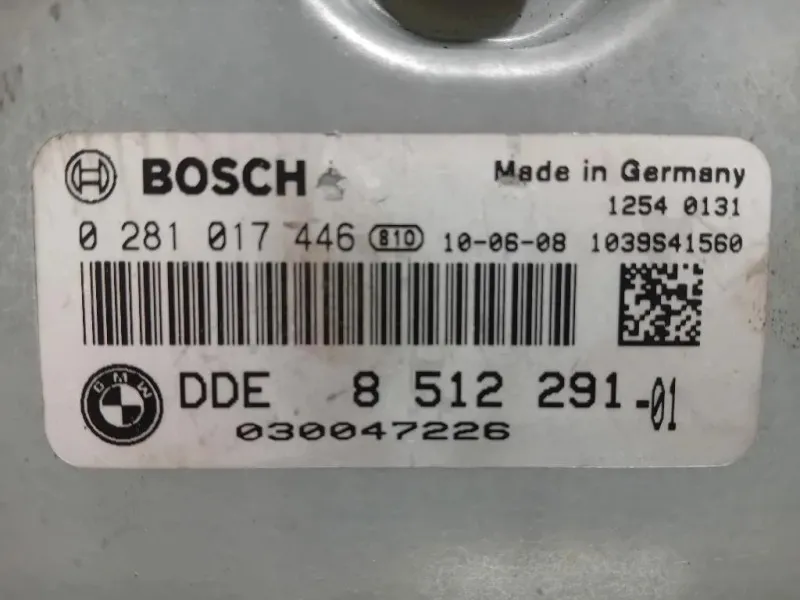 BOSCH
Made in Germany
1254 0131
0 281 017 446 810 10-06-08 1039S41560
BMW
DDE 8 512 291-01
030047226